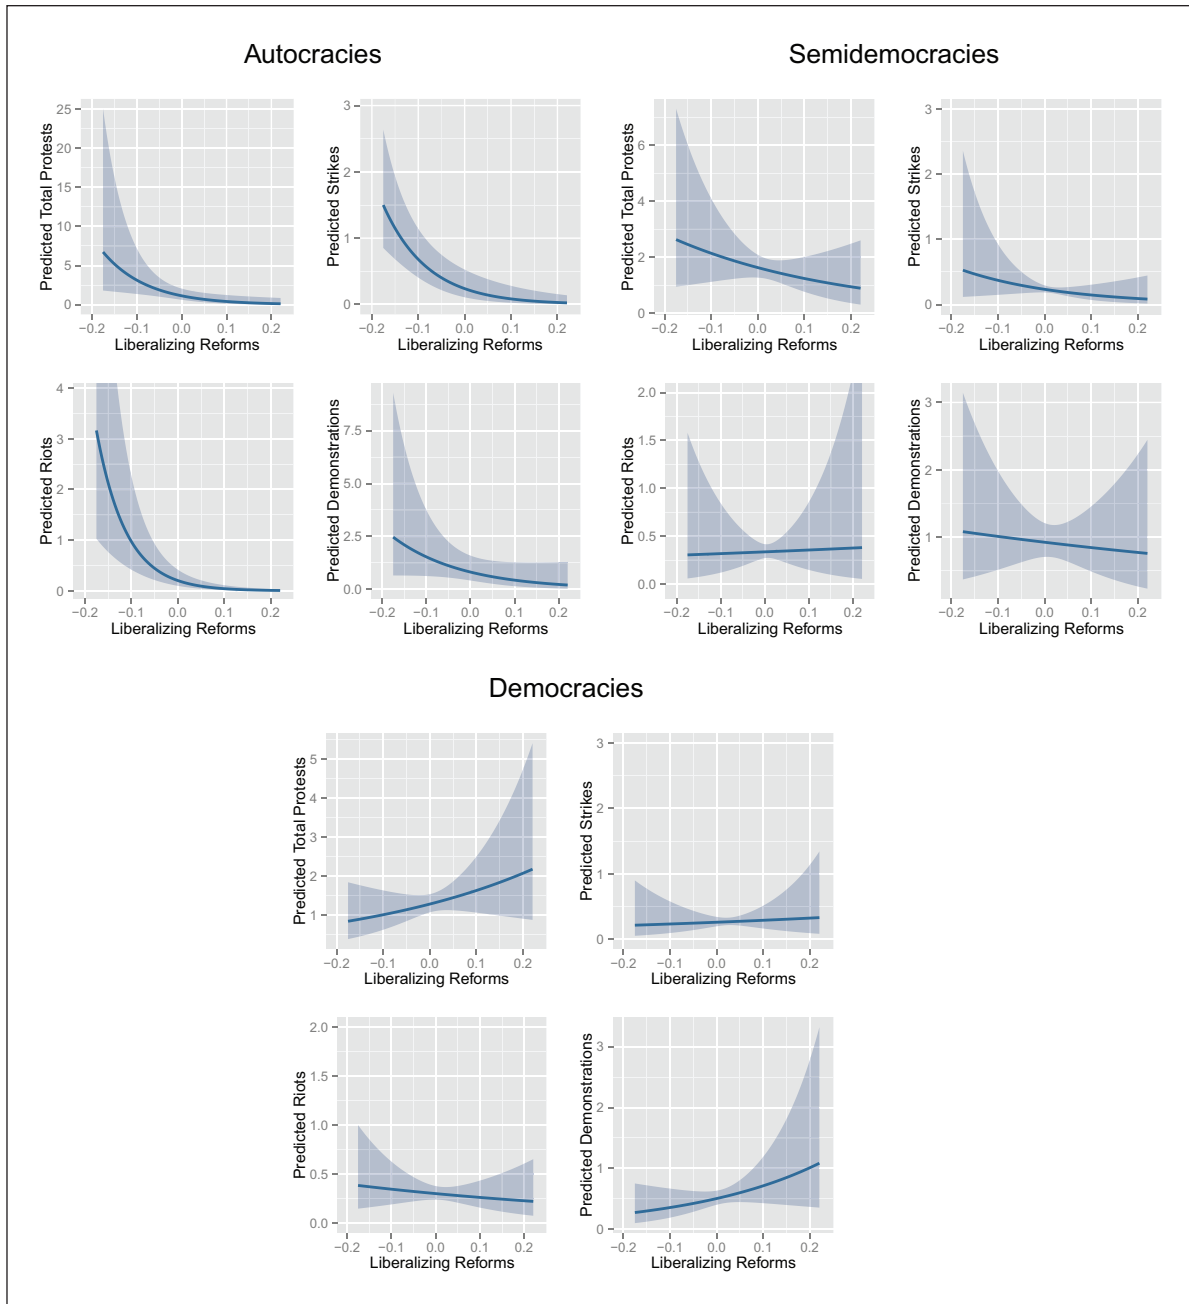 Autocracies
Semidemocracies
Predicted Total Protests
25
20
15
10
5
0
−0.2 −0.1 0.0 0.1 0.2
Liberalizing Reforms
Predicted Strikes
3
2
1
0
−0.2 −0.1 0.0 0.1 0.2
Liberalizing Reforms
Predicted Total Protests
6
4
2
0
−0.2 −0.1 0.0 0.1 0.2
Liberalizing Reforms
Predicted Strikes
3
2
1
0
−0.2 −0.1 0.0 0.1 0.2
Liberalizing Reforms
Predicted Riots
4
3
2
1
0
−0.2 −0.1 0.0 0.1 0.2
Liberalizing Reforms
Predicted Demonstrations
7.5
5.0
2.5
0.0
−0.2 −0.1 0.0 0.1 0.2
Liberalizing Reforms
Predicted Riots
2.0
1.5
1.0
0.5
0.0
−0.2 −0.1 0.0 0.1 0.2
Liberalizing Reforms
Predicted Demonstrations
3
2
1
−0.2 −0.1 0.0 0.1 0.2
Liberalizing Reforms
Democracies
Predicted Total Protests
5
4
3
2
1
−0.2 −0.1 0.0 0.1 0.2
Liberalizing Reforms
Predicted Strikes
3
2
1
0
−0.2 −0.1 0.0 0.1 0.2
Liberalizing Reforms
Predicted Riots
2.0
1.5
1.0
0.5
0.0
−0.2 −0.1 0.0 0.1 0.2
Liberalizing Reforms
Predicted Demonstrations
3
2
1
0
−0.2 −0.1 0.0 0.1 0.2
Liberalizing Reforms